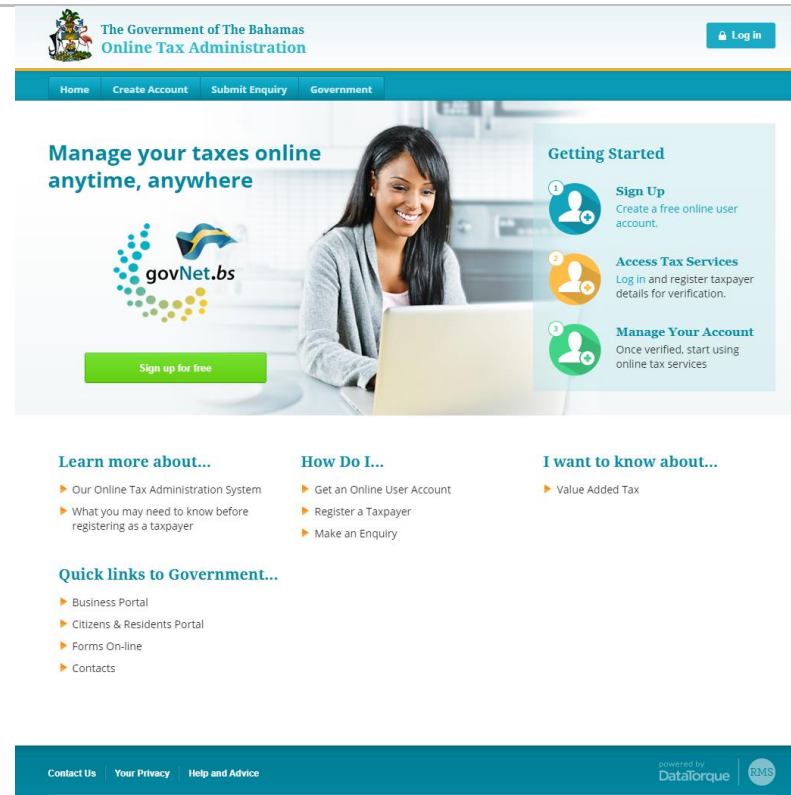 The Government of The Bahamas
Online Tax Administration
Log in
Home
Create Account
Submit Enquiry
Government
Manage your taxes online
anytime, anywhere
govNet.bs
Sign up for free
Getting Started
1
Sign Up
Create a free online user
account.
2
Access Tax Services
Log in and register taxpayer
details for verification.
3
Manage Your Account
Once verified, start using
online tax services
Learn more about...
Our Online Tax Administration System
What you may need to know before
registering as a taxpayer
How Do I...
Get an Online User Account
Register a Taxpayer
Make an Enquiry
I want to know about...
Value Added Tax
Quick links to Government...
Business Portal
Citizens & Residents Portal
Forms On-line
Contacts
Contact Us
Your Privacy
Help and Advice
powered by
DataTorque
RMS